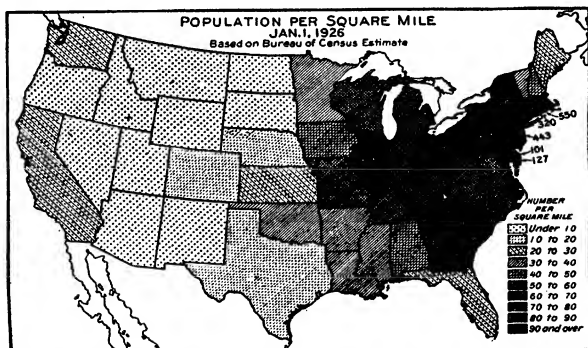 POPULATION PER SQUARE MILE
JAN.1, 1926
Based on Bureau of Census Estimate
550
520
443
101
127
NUMBER
PER
SQUARE MILE
Under 10
10 to 20
20 to 30
30 to 40
40 to 50
50 to 60
60 to 70
70 to 80
80 to 90
90 and over